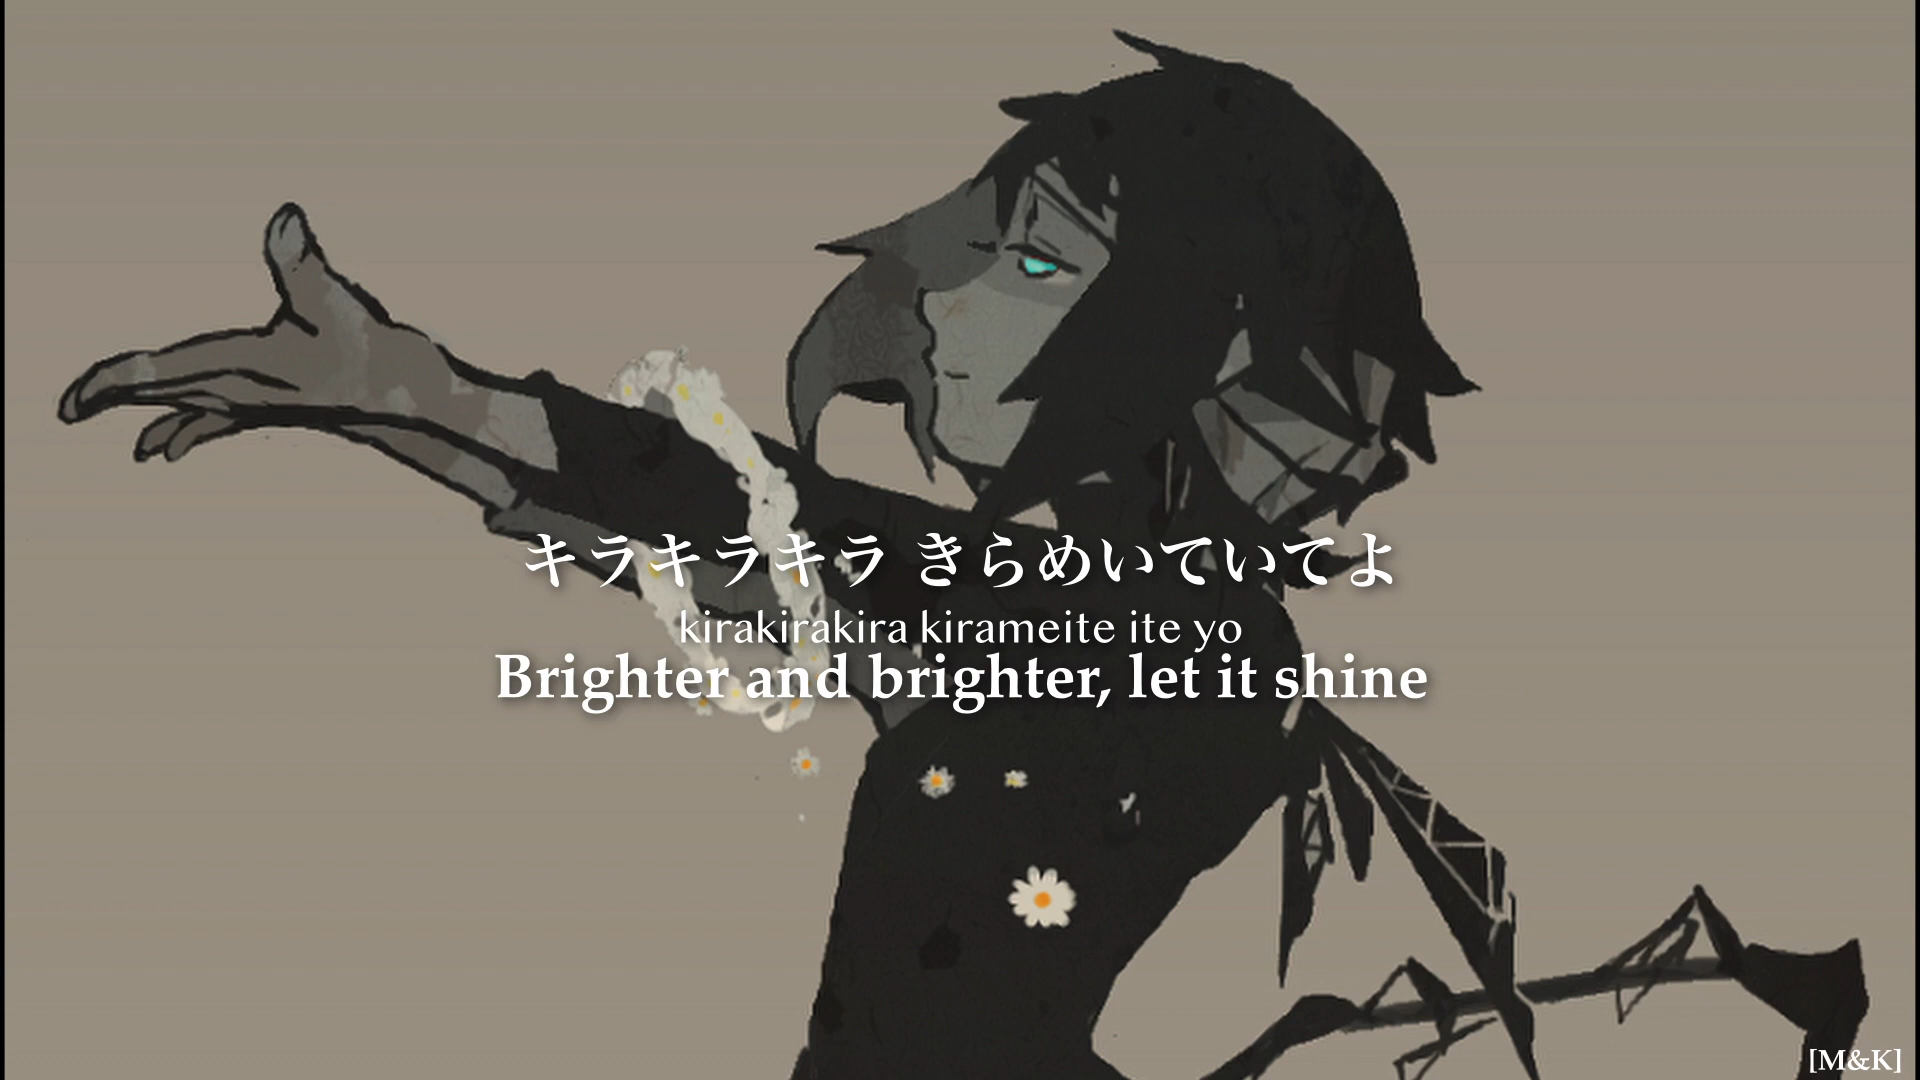 キラキラキラ きらめいていてよ
kirakirakira kirameite ite yo
Brighter and brighter, let it shine
[M&K]